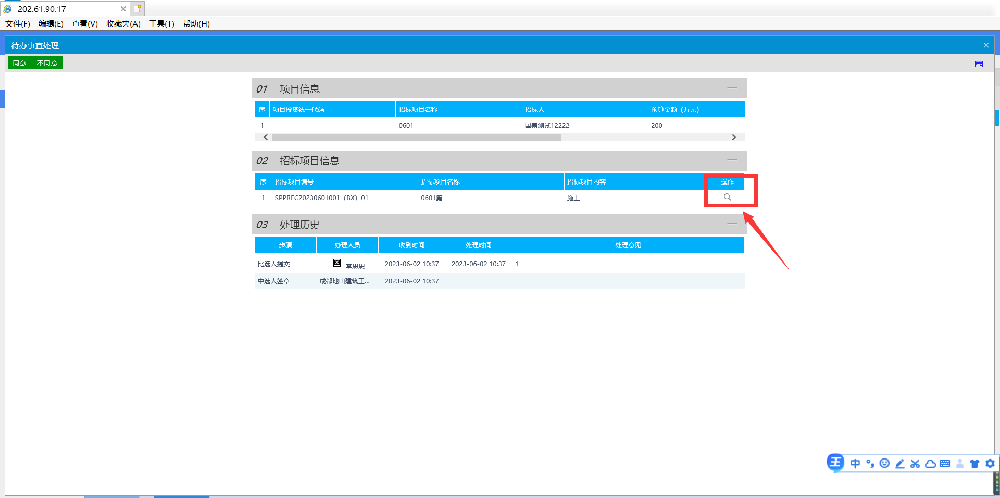 202.61.90.17
文件(F) 编辑(E) 查看(V) 收藏夹(A) 工具(T) 帮助(H)
待办事宜处理
同意 不同意
01 项目信息
序 项目投资统一代码 招标项目名称 招标人 预算金额（万元）
1 0601 国泰测试12222 200
02 招标项目信息
序 招标项目编号 招标项目名称 招标项目内容 操作
1 SPPREC20230601001（BX）01 0601第一 施工
03 处理历史
步骤 办理人员 收到时间 处理时间 处理意见
比选人提交 李思思 2023-06-02 10:37 2023-06-02 10:37 1
中选人签章 成都地山建筑工... 2023-06-02 10:37
王 中